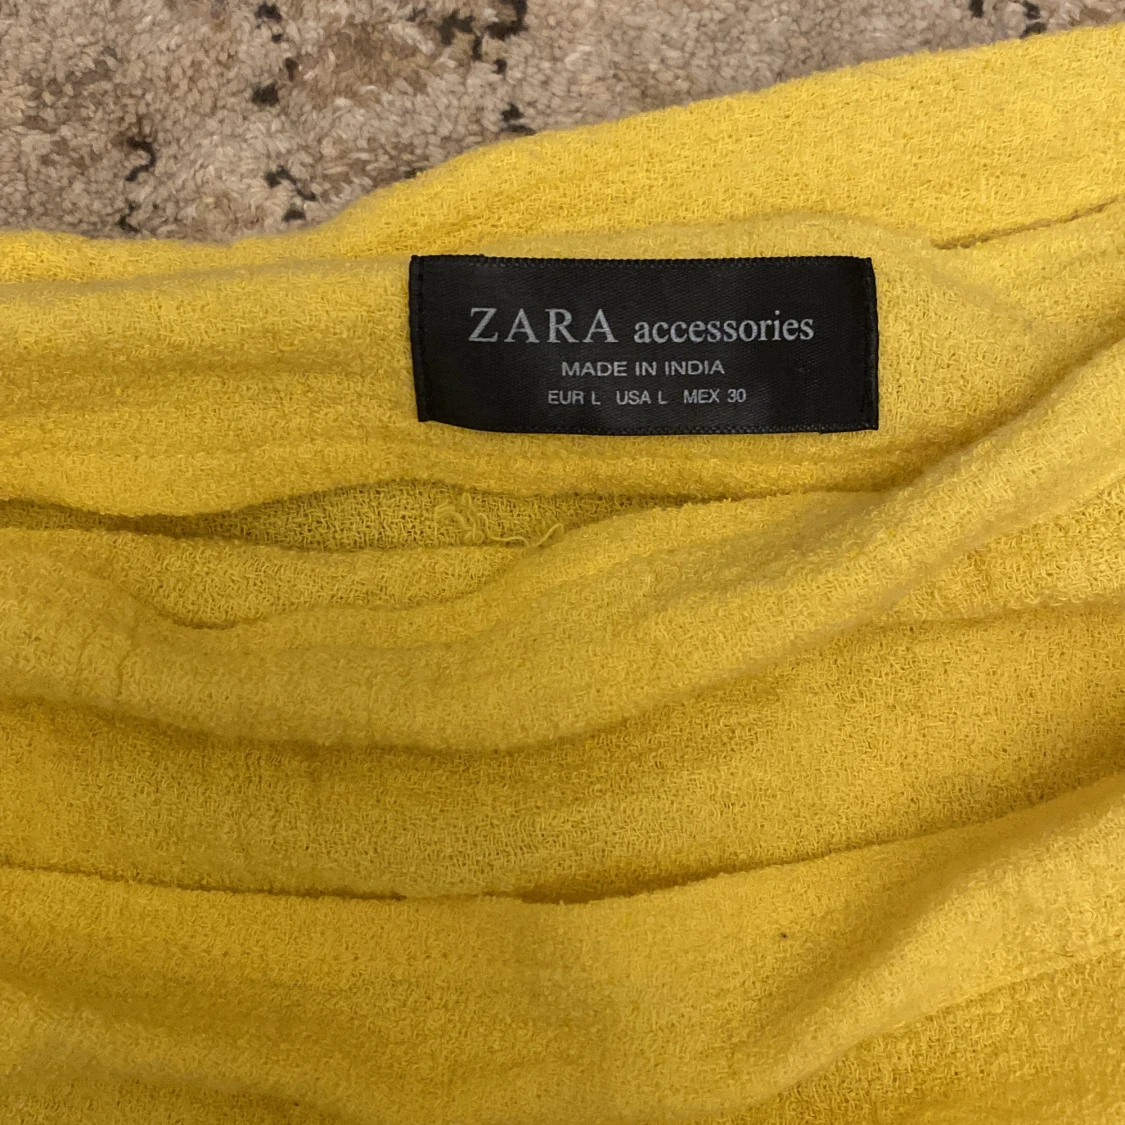 ZARA accessories
MADE IN INDIA
EUR L USA L MEX 30